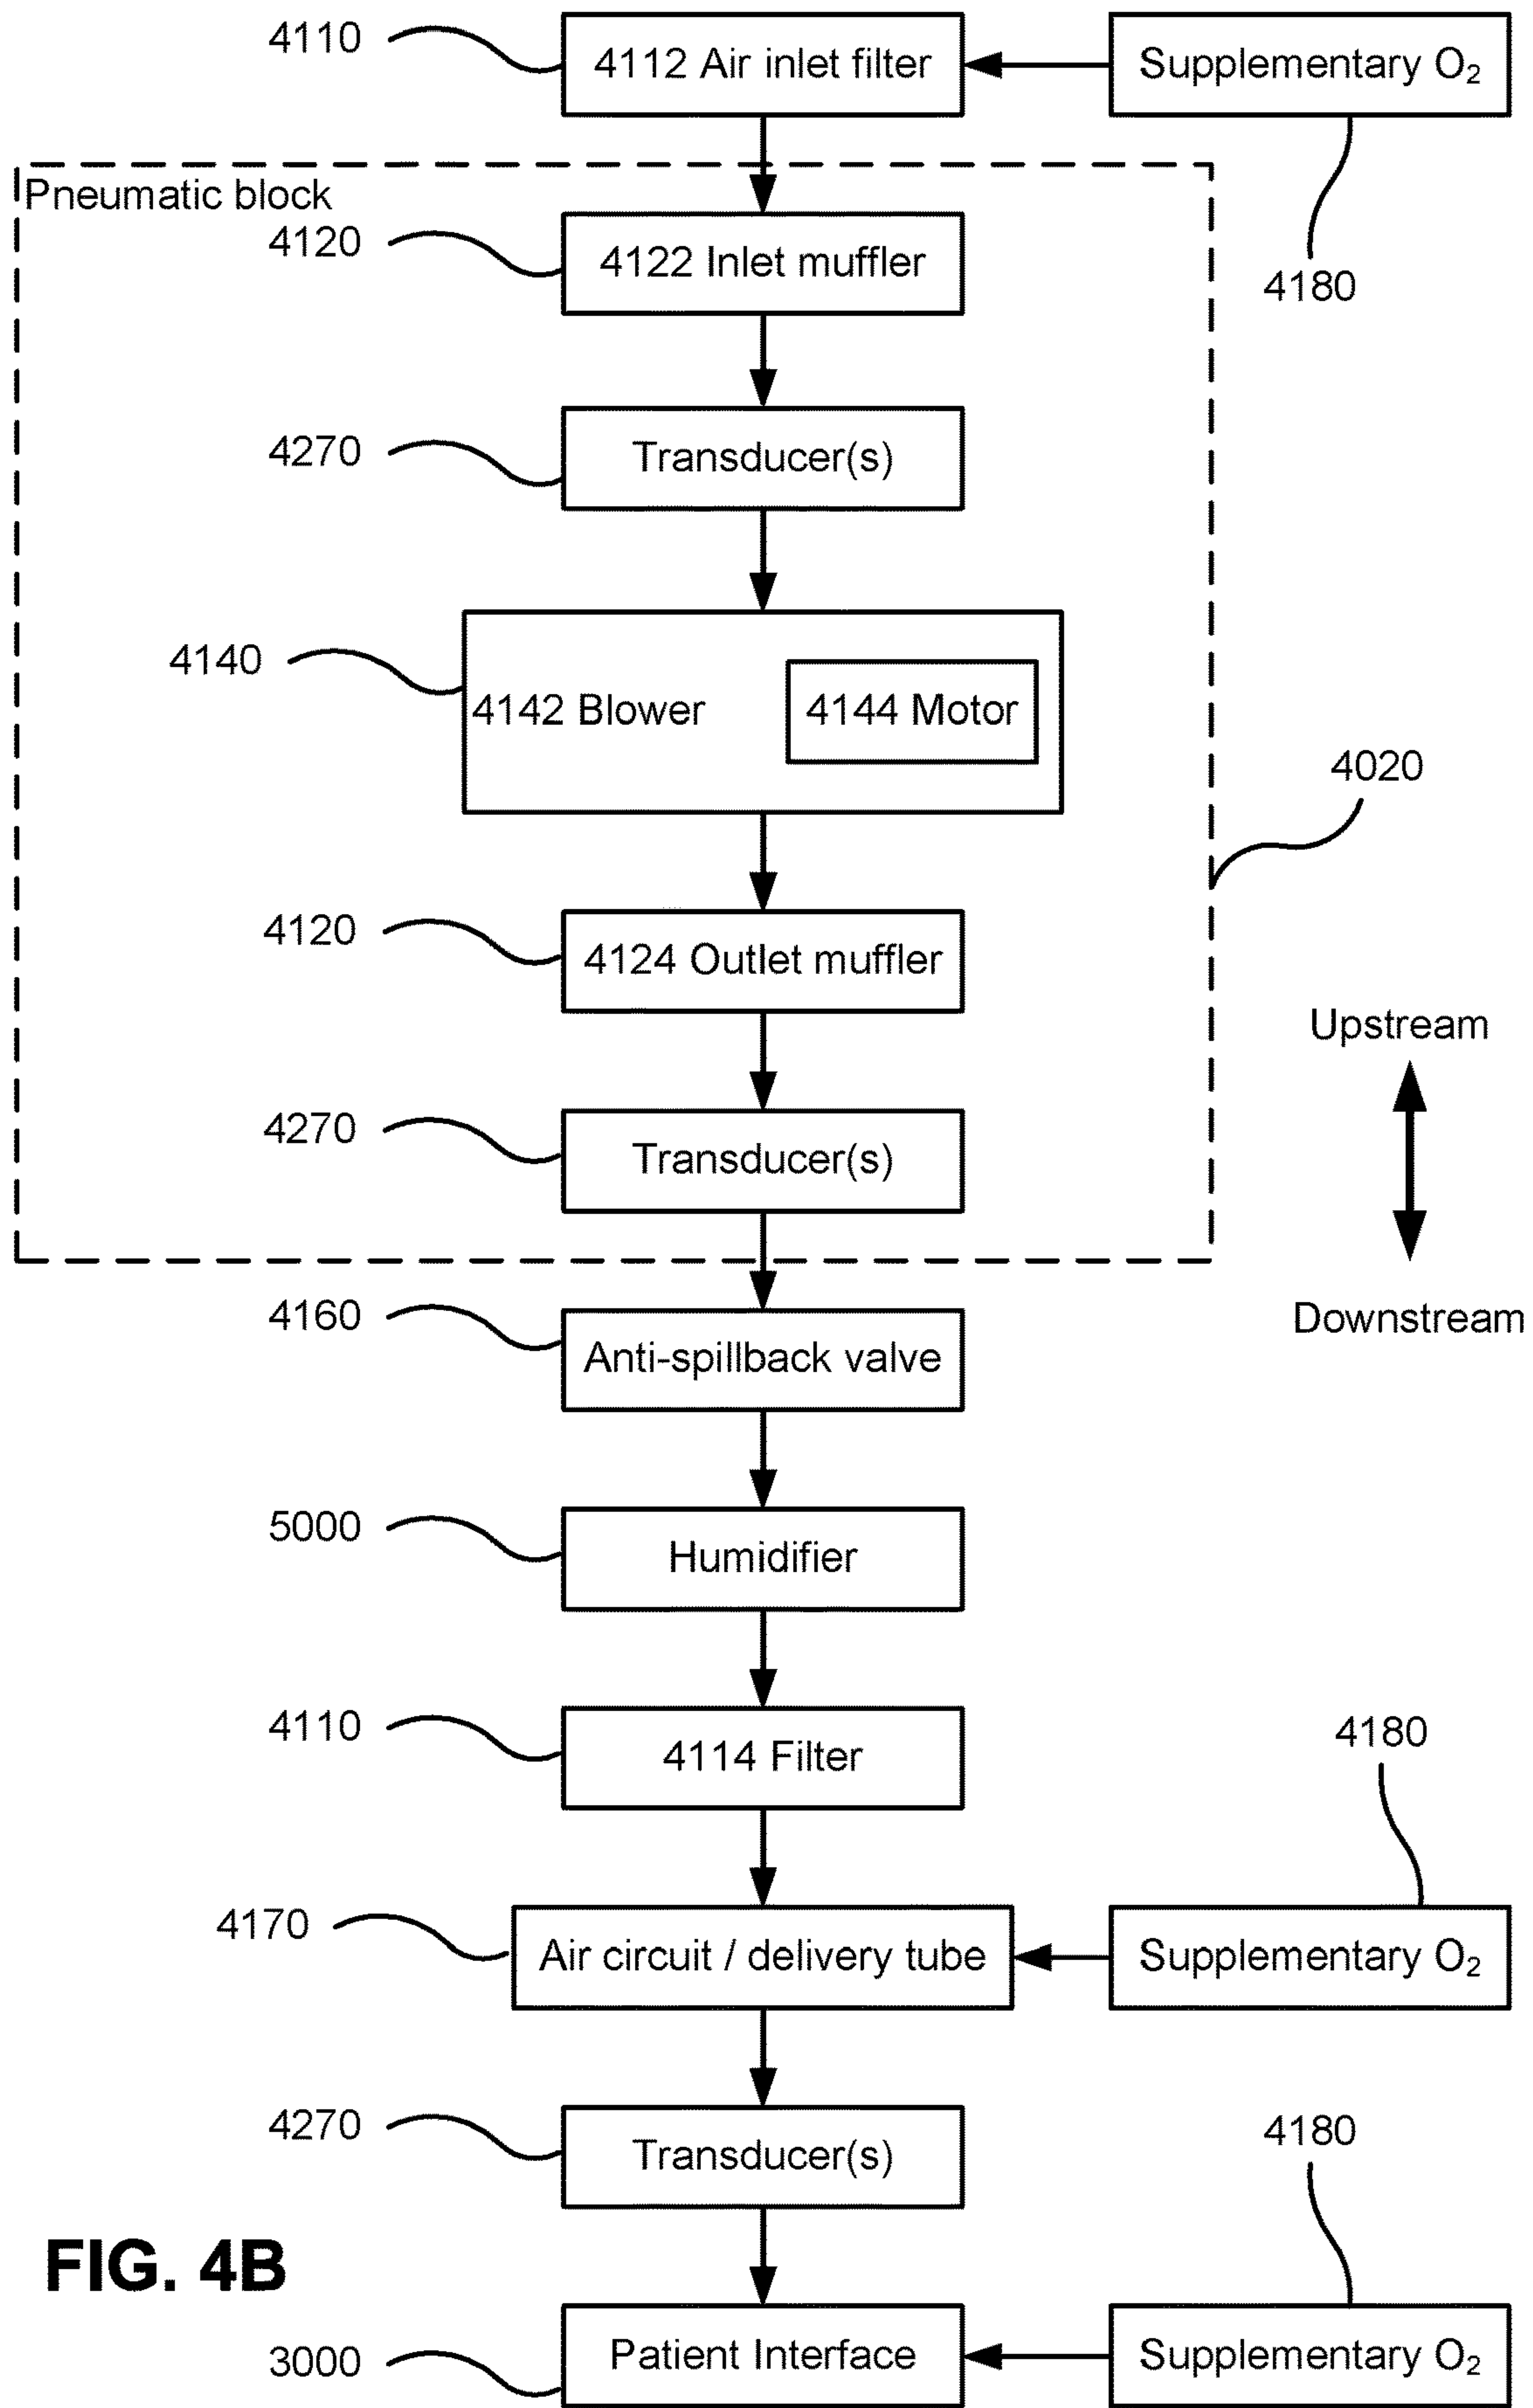 4110
4112 Air inlet filter
Supplementary O₂
Pneumatic block
4120
4122 Inlet muffler
4180
4270
Transducer(s)
4140
4142 Blower
4144 Motor
4020
4120
4124 Outlet muffler
Upstream
4270
Transducer(s)
4160
Anti-spillback valve
Downstream
5000
Humidifier
4110
4114 Filter
4180
4170
Air circuit / delivery tube
Supplementary O₂
4270
Transducer(s)
4180
FIG. 4B
3000
Patient Interface
Supplementary O₂